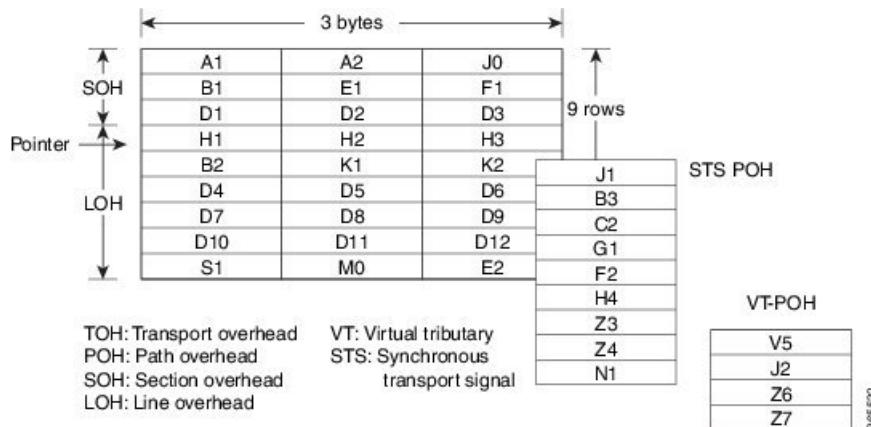 3 bytes
A1 A2 J0
SOH B1 E1 F1
D1 D2 D3 9 rows
Pointer H1 H2 H3
B2 K1 K2
J1 STS POH
LOH D4 D5 D6
B3
D7 D8 D9
C2
D10 D11 D12
G1
S1 M0 E2
F2
H4
VT-POH
Z3
TOH: Transport overhead VT: Virtual tributary
V5
POH: Path overhead STS: Synchronous
Z4
J2
SOH: Section overhead transport signal
N1
Z6
LOH: Line overhead
Z7